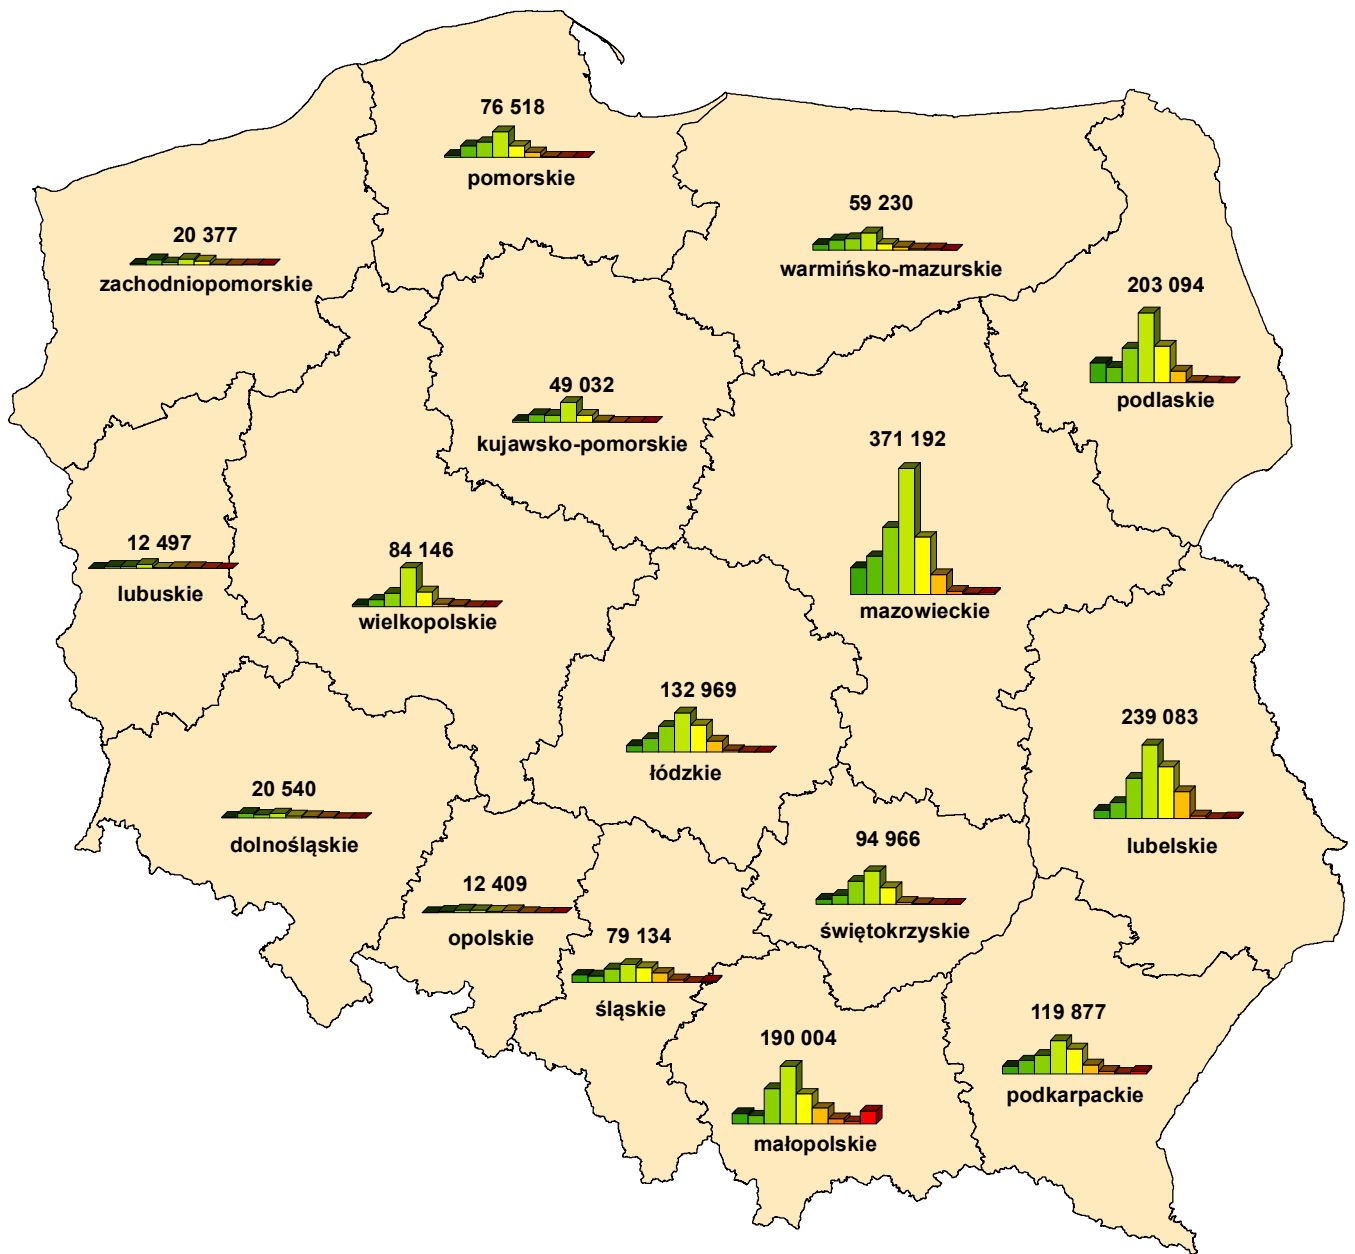 76 518
pomorskie
59 230
warmińsko-mazurskie
20 377
zachodniopomorskie
203 094
podlaskie
49 032
kujawsko-pomorskie
371 192
mazowieckie
12 497
lubuskie
84 146
wielkopolskie
132 969
łódzkie
239 083
lubelskie
20 540
dolnośląskie
94 966
świętokrzyskie
12 409
opolskie
79 134
śląskie
119 877
podkarpackie
190 004
małopolskie